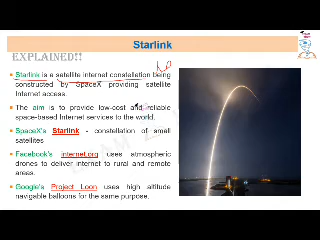 Starlink
EXPLAINED!!
Starlink is a satellite internet constellation being
constructed by SpaceX providing satellite
Internet access.
The aim is to provide low-cost and reliable
space-based Internet services to the world.
SpaceX's Starlink - constellation of small
satellites
Facebook's internet.org uses atmospheric
drones to deliver internet to rural and remote
areas.
Google's Project Loon uses high altitude
navigable balloons for the same purpose.